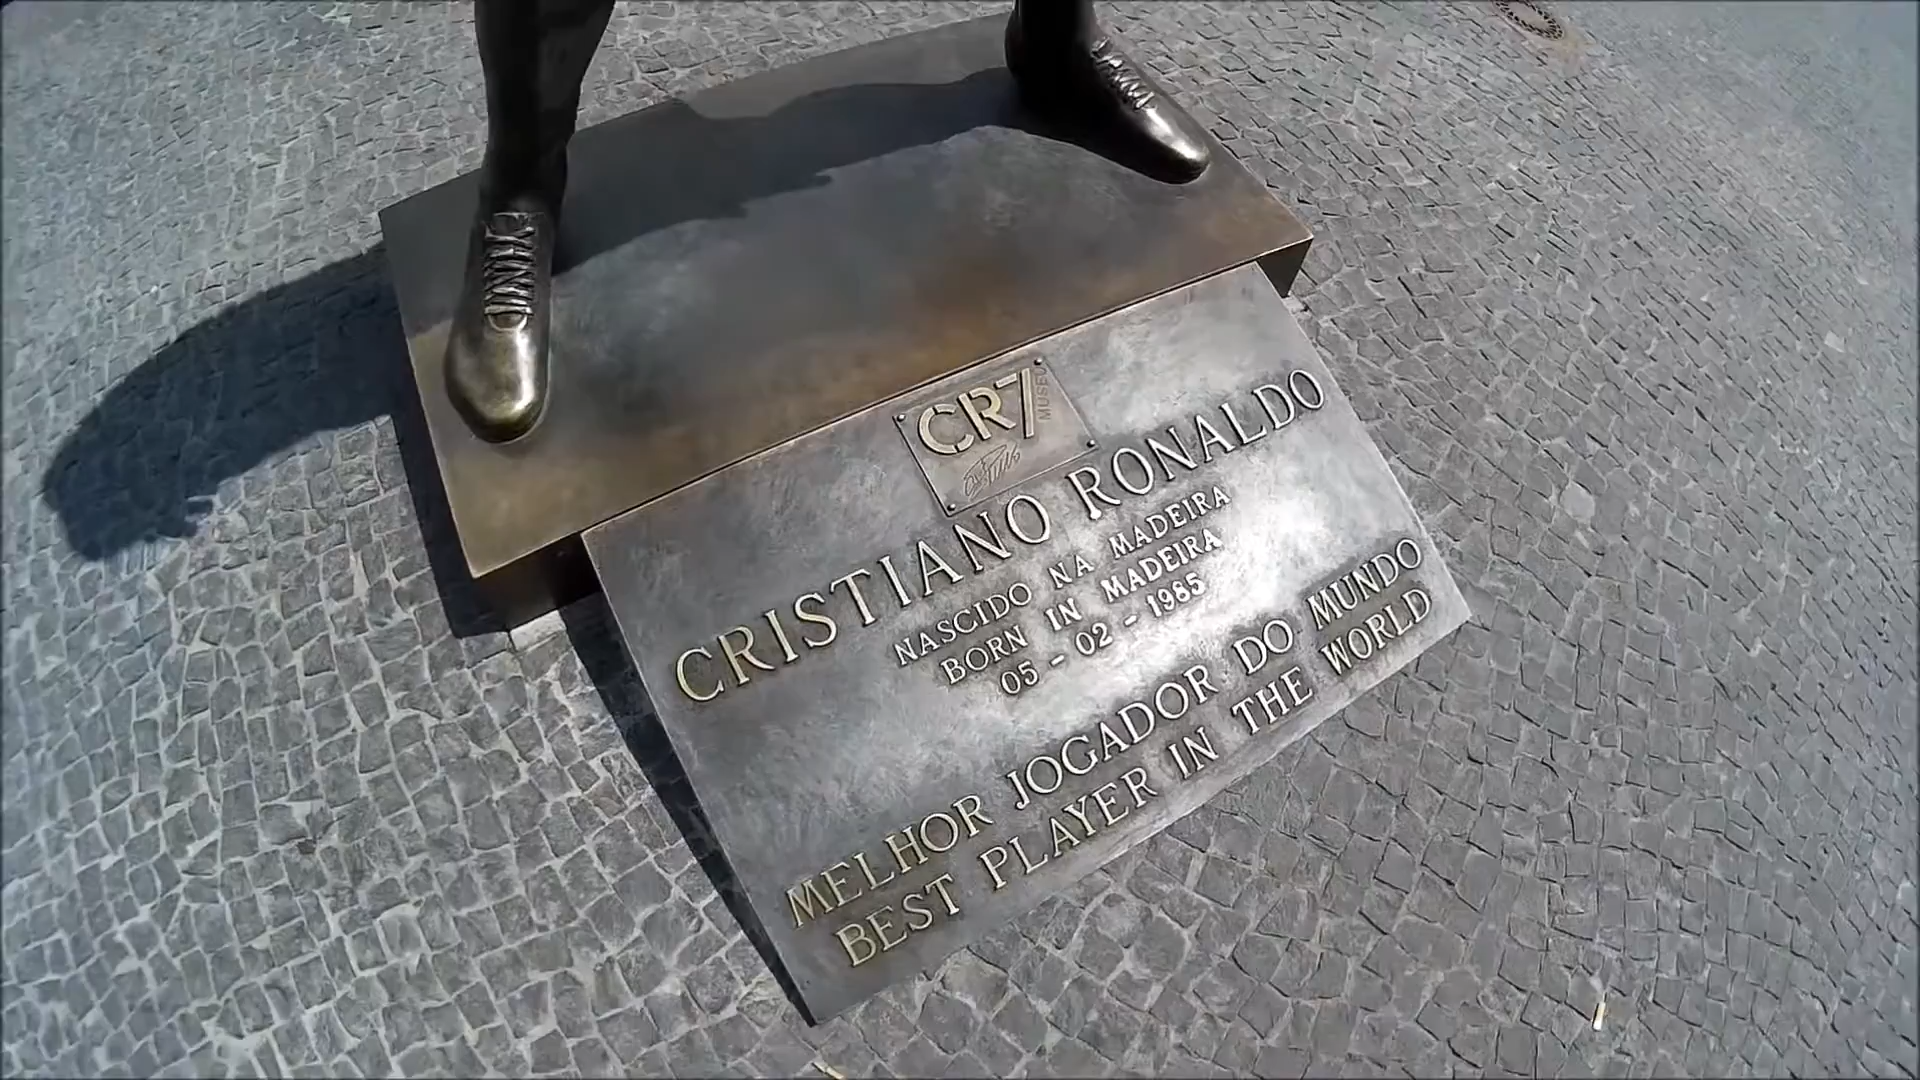 CR7
MUSEU
CRISTIANO RONALDO
NASCIDO NA MADEIRA
BORN IN MADEIRA
05 - 02 - 1985
MELHOR JOGADOR DO MUNDO
BEST PLAYER IN THE WORLD